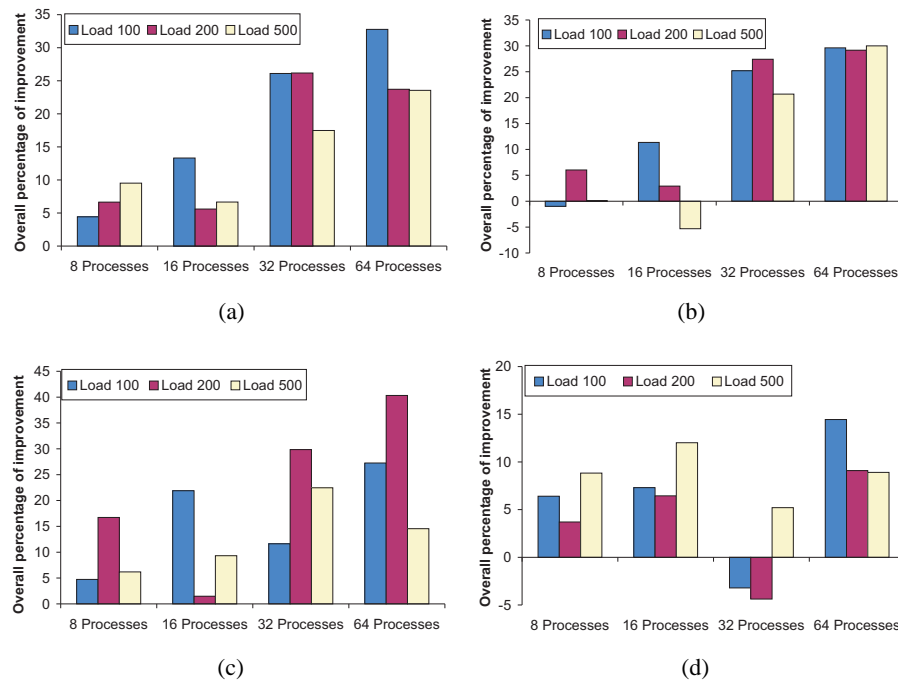 Overall percentage of improvement
35
30
25
20
15
10
5
0
Load 100 Load 200 Load 500
8 Processes 16 Processes 32 Processes 64 Processes
(a)
Overall percentage of improvement
35
30
25
20
15
10
5
0
-5
-10
Load 100 Load 200 Load 500
8 Processes 16 Processes 32 Processes 64 Processes
(b)
Overall percentage of improvement
45
40
35
30
25
20
15
10
5
0
Load 100 Load 200 Load 500
8 Processes 16 Processes 32 Processes 64 Processes
(c)
Overall percentage of improvement
20
15
10
5
0
-5
Load 100 Load 200 Load 500
8 Processes 16 Processes 32 Processes 64 Processes
(d)